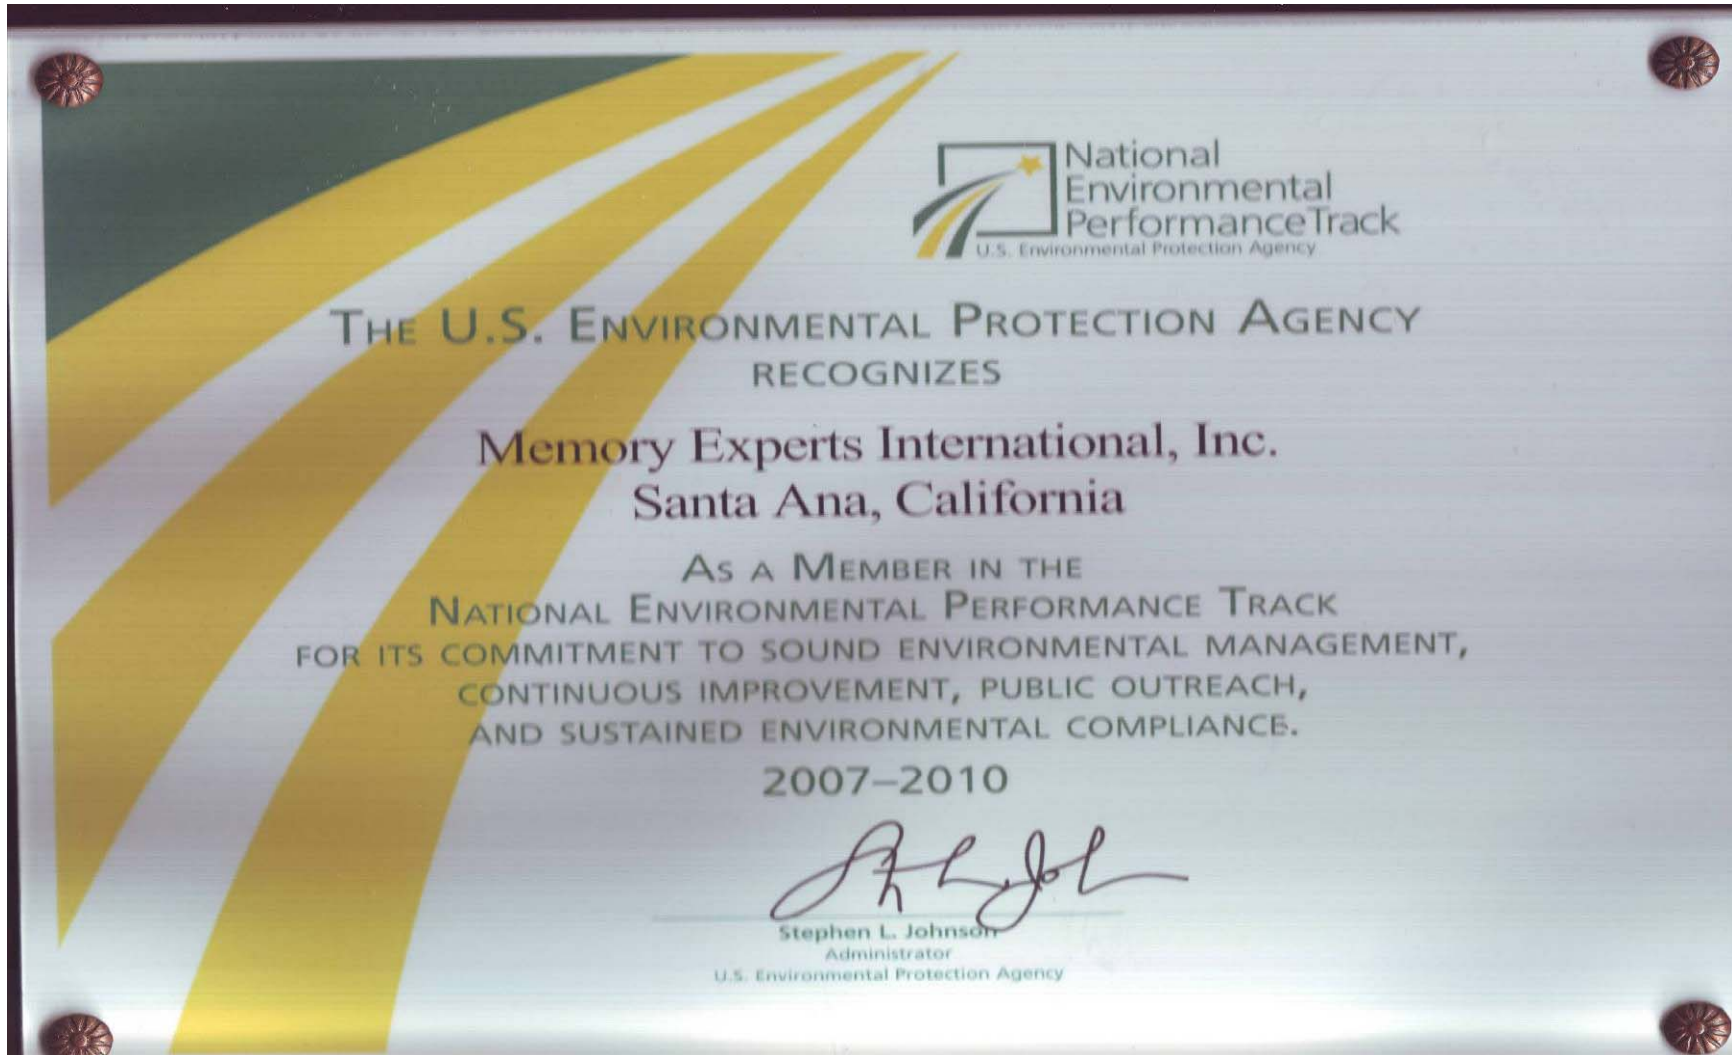 National
Environmental
PerformanceTrack
U.S. Environmental Protection Agency
THE U.S. ENVIRONMENTAL PROTECTION AGENCY
RECOGNIZES
Memory Experts International, Inc.
Santa Ana, California
AS A MEMBER IN THE
NATIONAL ENVIRONMENTAL PERFORMANCE TRACK
FOR ITS COMMITMENT TO SOUND ENVIRONMENTAL MANAGEMENT,
CONTINUOUS IMPROVEMENT, PUBLIC OUTREACH,
AND SUSTAINED ENVIRONMENTAL COMPLIANCE.
2007–2010
Stephen L. Johnson
Administrator
U.S. Environmental Protection Agency